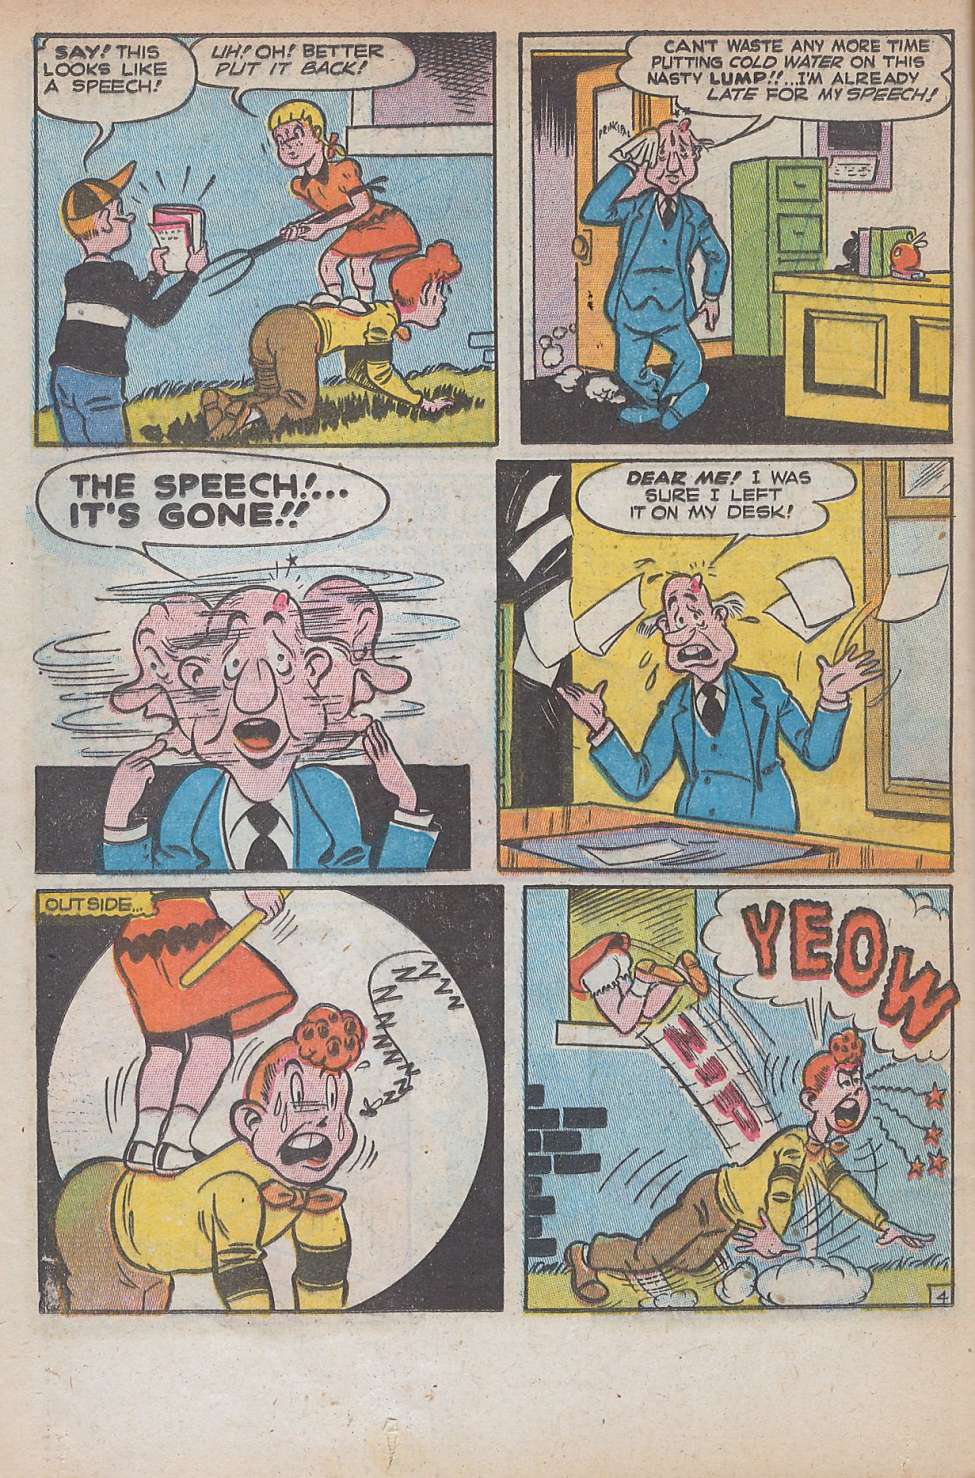 SAY! THIS
LOOKS LIKE
A SPEECH!
UH! OH! BETTER
PUT IT BACK!
CAN'T WASTE ANY MORE TIME
PUTTING COLD WATER ON THIS
NASTY LUMP!!...I'M ALREADY
LATE FOR MY SPEECH!
PRINCIPAL
THE SPEECH!...
IT'S GONE!!
DEAR ME! I WAS
SURE I LEFT
IT ON MY DESK!
OUTSIDE...
YEOW
4